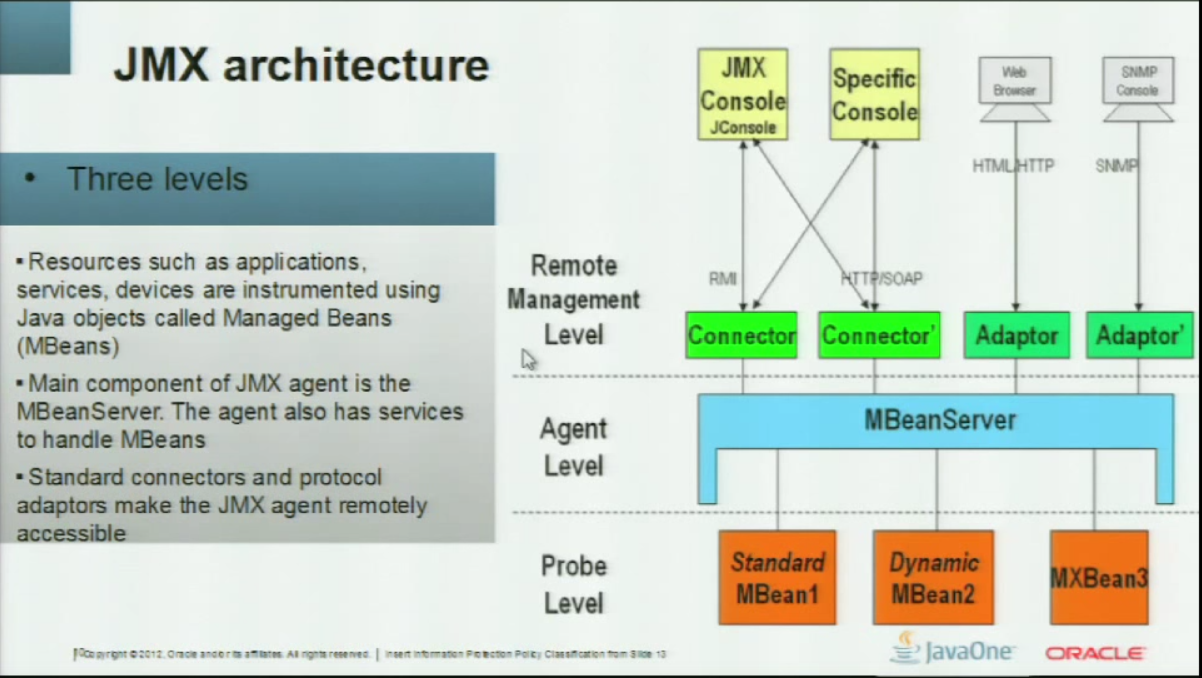 JMX architecture
• Three levels
▪ Resources such as applications,
services, devices are instrumented using
Java objects called Managed Beans
(MBeans)
▪ Main component of JMX agent is the
MBeanServer. The agent also has services
to handle MBeans
▪ Standard connectors and protocol
adaptors make the JMX agent remotely
accessible
JMX
Console
JConsole
Specific
Console
Web
Browser
SNMP
Console
HTML/HTTP
SNMP
RMI
HTTP/SOAP
Remote
Management
Level
Connector
Connector'
Adaptor
Adaptor'
Agent
Level
MBeanServer
Probe
Level
Standard
MBean1
Dynamic
MBean2
MXBean3
Copyright © 2012, Oracle and/or its affiliates. All rights reserved. | Insert Information Protection Policy Classification from Slide 13
JavaOne
ORACLE